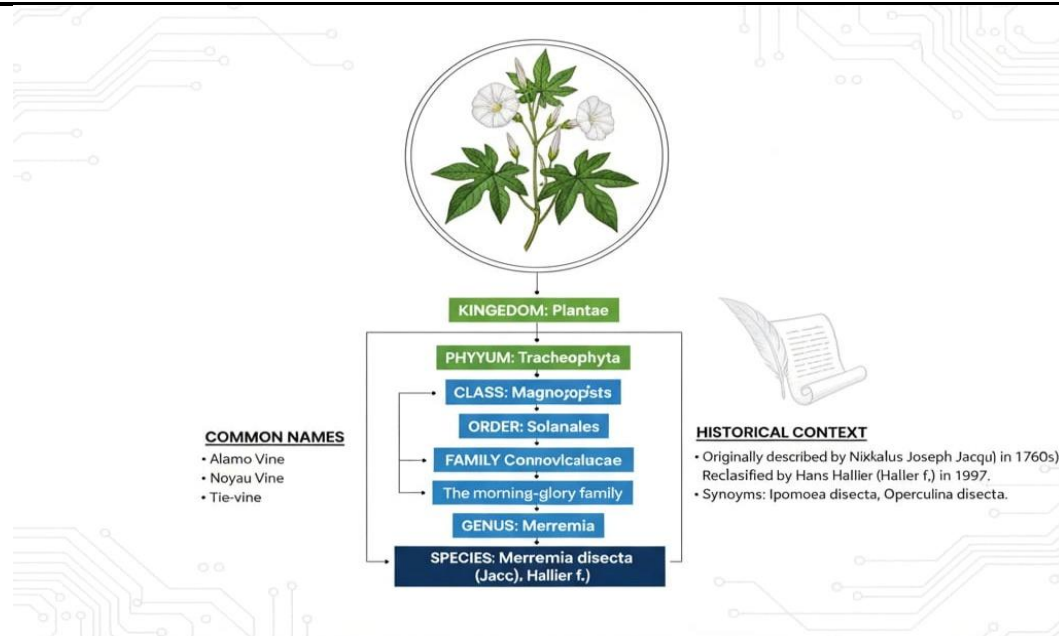 KINGEDOM: Plantae
PHYYUM: Tracheophyta
CLASS: Magnopopists
ORDER: Solanales
FAMILY Connovlcalucae
The morning-glory family
GENUS: Merremia
SPECIES: Merremia disecta
(Jacc), Hallier f.)
COMMON NAMES
• Alamo Vine
• Noyau Vine
• Tie-vine
HISTORICAL CONTEXT
• Originally described by Nikkalus Joseph Jacqu) in 1760s)
Reclasified by Hans Hallier (Haller f,) in 1997.
• Synoyms: Ipomoea disecta, Operculina disecta.